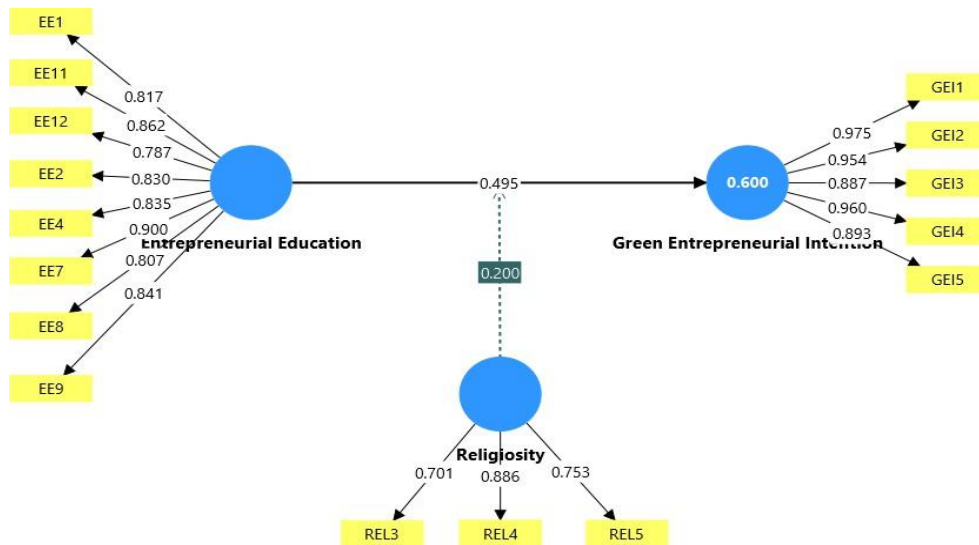 EE1
EE11
EE12
EE2
EE4
EE7
EE8
EE9
0.817
0.862
0.787
0.830
0.835
0.900
0.807
0.841
Entrepreneurial Education
0.495
0.200
0.600
Green Entrepreneurial Intention
0.975
0.954
0.887
0.960
0.893
GEI1
GEI2
GEI3
GEI4
GEI5
Religiosity
0.701
0.886
0.753
REL3
REL4
REL5